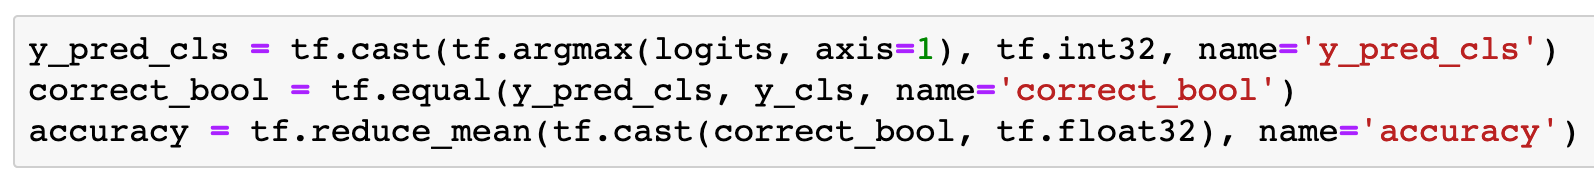 y_pred_cls = tf.cast(tf.argmax(logits, axis=1), tf.int32, name='y_pred_cls')
correct_bool = tf.equal(y_pred_cls, y_cls, name='correct_bool')
accuracy = tf.reduce_mean(tf.cast(correct_bool, tf.float32), name='accuracy')